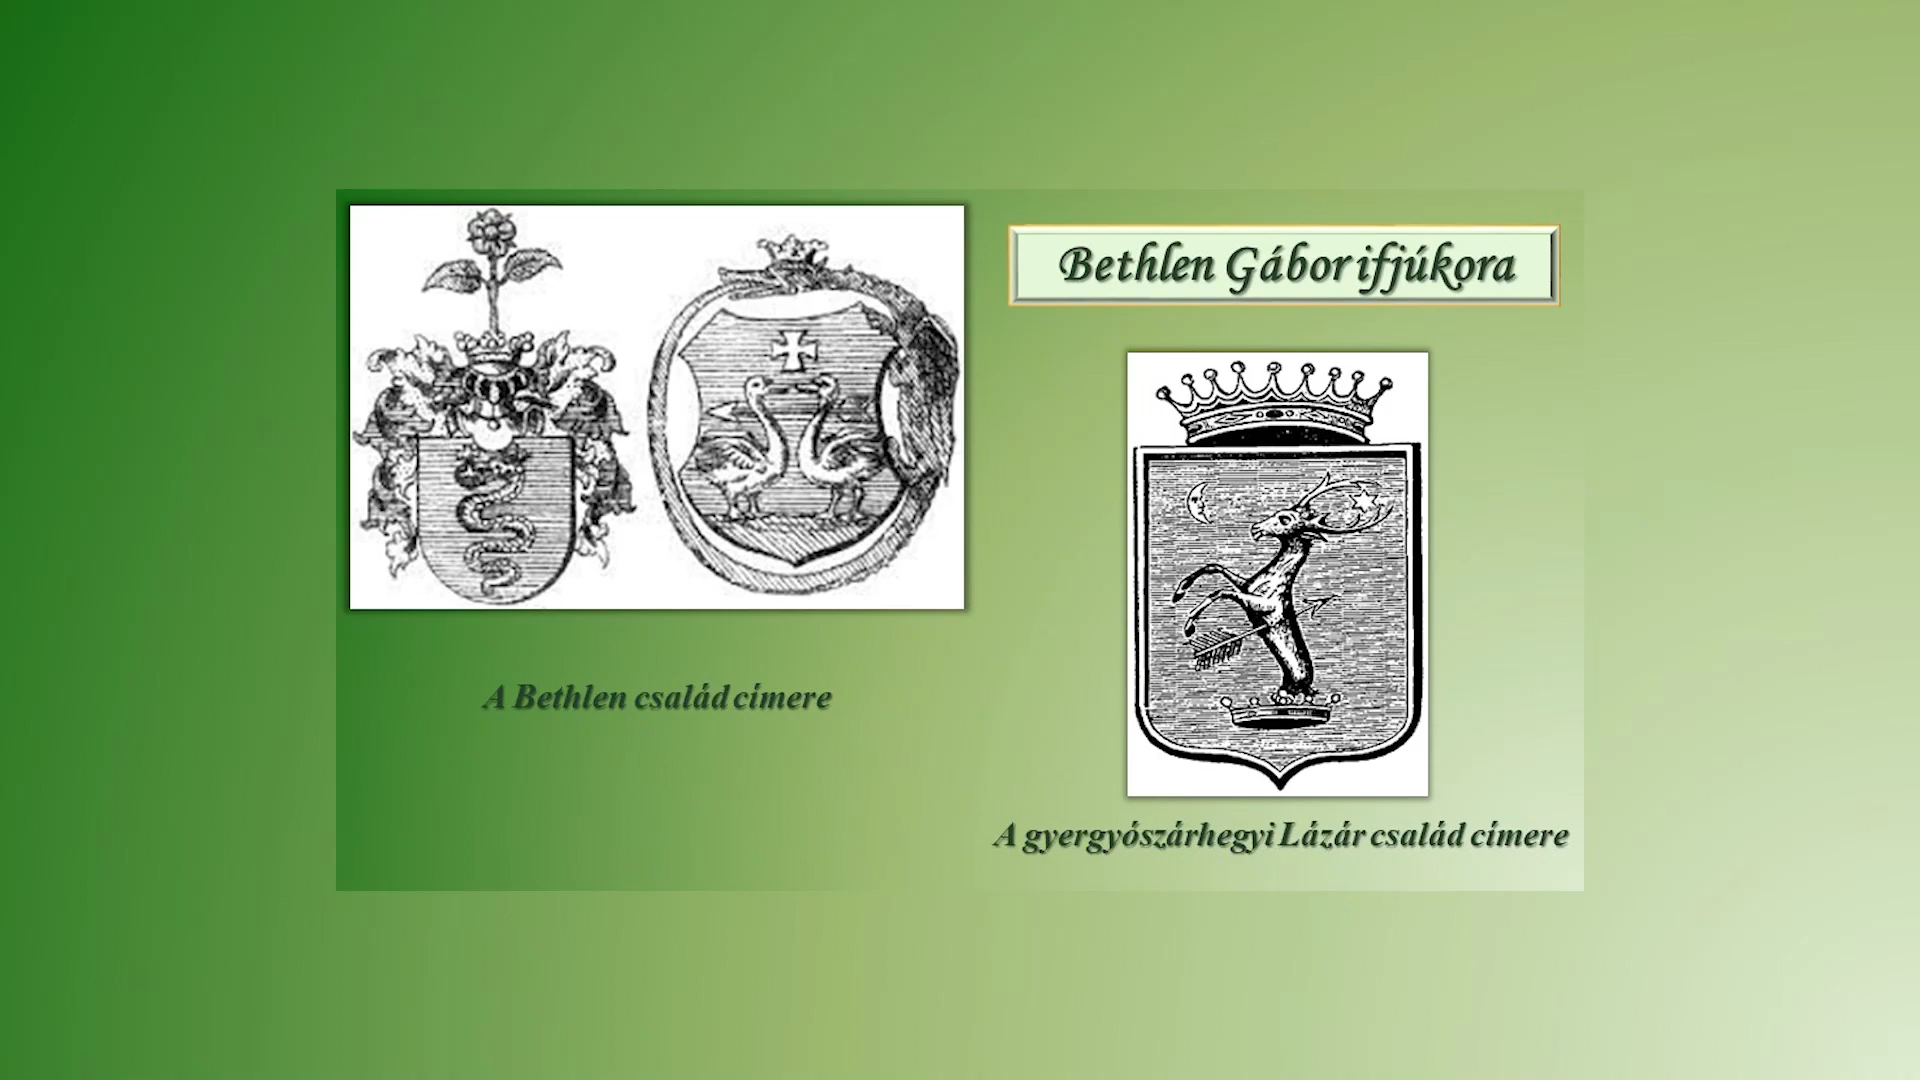 Bethlen Gábor ifjúkora
A Bethlen család címere
A gyergyószárhegyi Lázár család címere